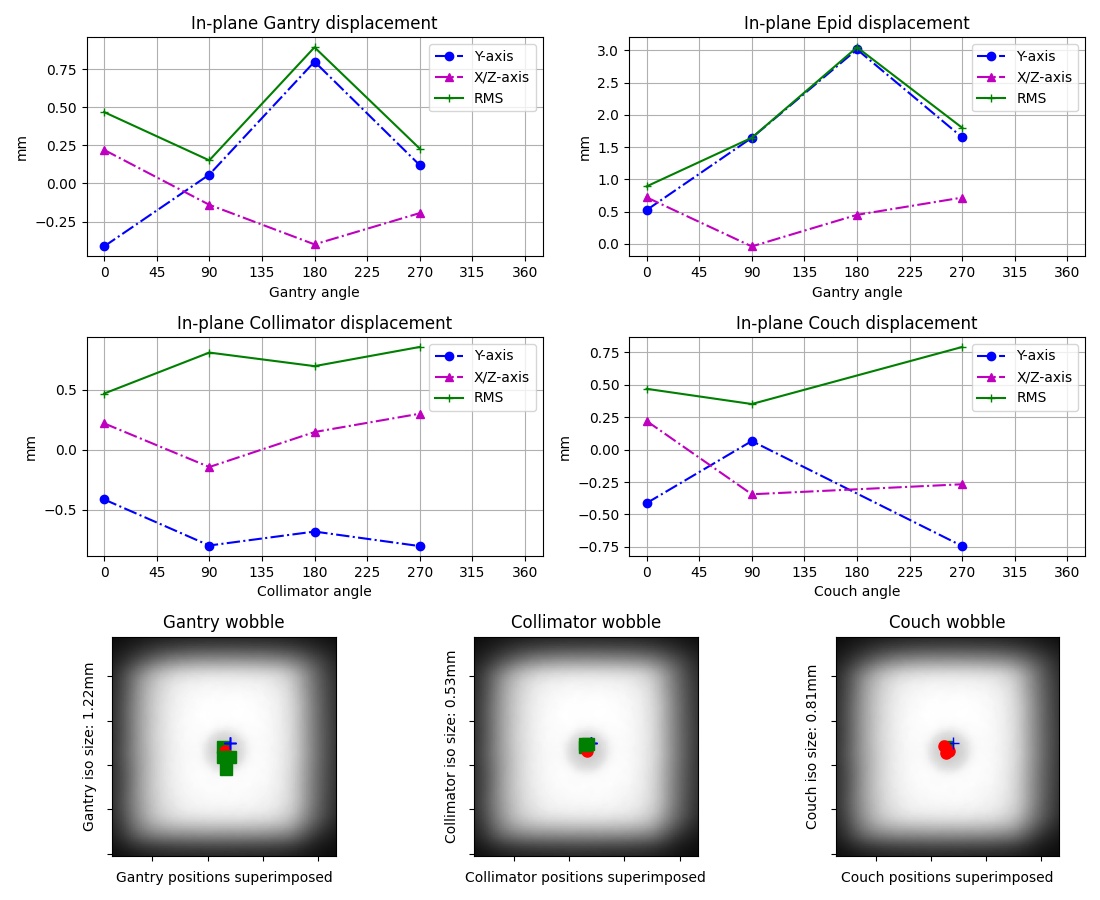 In-plane Gantry displacement
0.75
0.50
0.25
0.00
−0.25
mm
Y-axis
X/Z-axis
RMS
0 45 90 135 180 225 270 315 360
Gantry angle
In-plane Epid displacement
3.0
2.5
2.0
1.5
1.0
0.5
0.0
mm
Y-axis
X/Z-axis
RMS
0 45 90 135 180 225 270 315 360
Gantry angle
In-plane Collimator displacement
0.5
0.0
−0.5
mm
Y-axis
X/Z-axis
RMS
0 45 90 135 180 225 270 315 360
Collimator angle
In-plane Couch displacement
0.75
0.50
0.25
0.00
−0.25
−0.50
−0.75
mm
Y-axis
X/Z-axis
RMS
0 45 90 135 180 225 270 315 360
Couch angle
Gantry wobble
Gantry iso size: 1.22mm
Gantry positions superimposed
Collimator wobble
Collimator iso size: 0.53mm
Collimator positions superimposed
Couch wobble
Couch iso size: 0.81mm
Couch positions superimposed